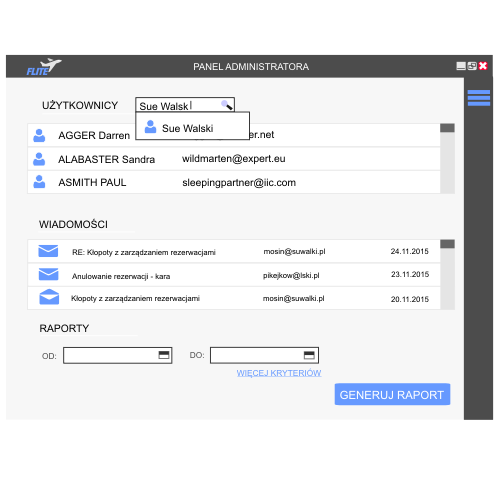 FLITE
PANEL ADMINISTRATORA
UŻYTKOWNICY
Sue Walsk
Sue Walski
AGGER Darren er.net
ALABASTER Sandra wildmarten@expert.eu
ASMITH PAUL sleepingpartner@iic.com
WIADOMOŚCI
RE: Kłopoty z zarządzaniem rezerwacjami mosin@suwalki.pl 24.11.2015
Anulowanie rezerwacji - kara pikejkow@lski.pl 23.11.2015
Kłopoty z zarządzaniem rezerwacjami mosin@suwalki.pl 20.11.2015
RAPORTY
OD: DO:
WIĘCEJ KRYTERIÓW
GENERUJ RAPORT